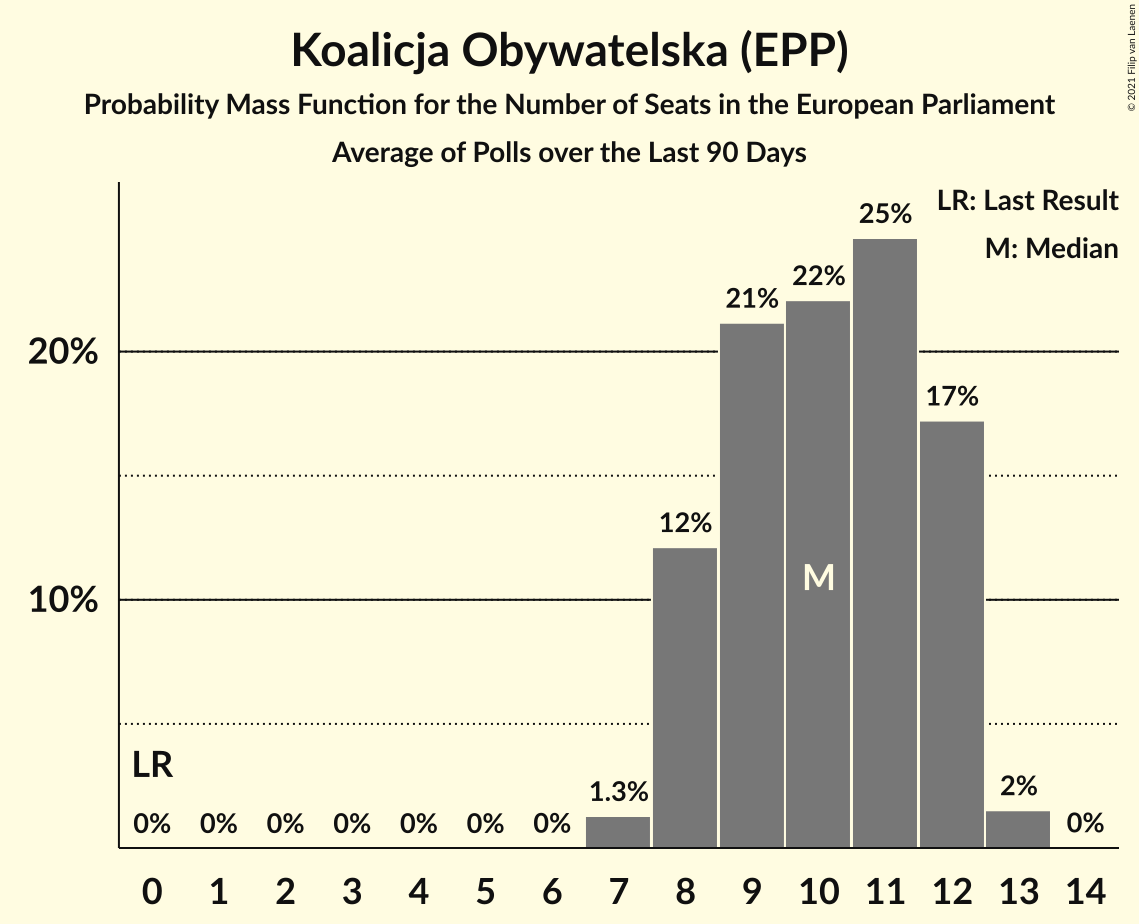 Koalicja Obywatelska (EPP)
Probability Mass Function for the Number of Seats in the European Parliament
Average of Polls over the Last 90 Days
© 2021 Filip van Laenen
LR: Last Result
M: Median
25%
22%
21%
20%
17%
12%
10%
M
LR
1.3%
2%
0% 0% 0% 0% 0% 0% 0% 0%
0 1 2 3 4 5 6 7 8 9 10 11 12 13 14